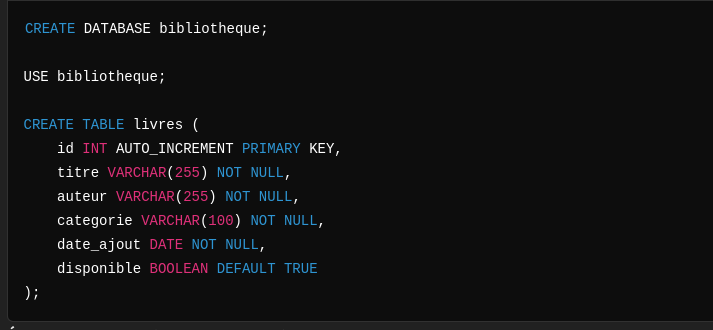 CREATE DATABASE bibliotheque;
USE bibliotheque;
CREATE TABLE livres (
    id INT AUTO_INCREMENT PRIMARY KEY,
    titre VARCHAR(255) NOT NULL,
    auteur VARCHAR(255) NOT NULL,
    categorie VARCHAR(100) NOT NULL,
    date_ajout DATE NOT NULL,
    disponible BOOLEAN DEFAULT TRUE
);